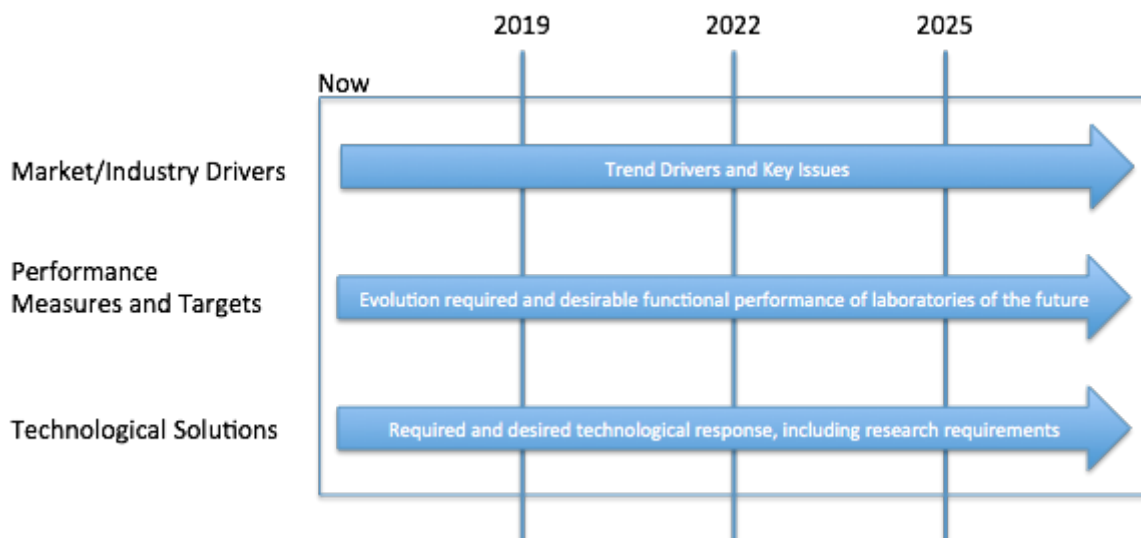 2019 2022 2025
Now
Market/Industry Drivers
Trend Drivers and Key Issues
Performance
Measures and Targets
Evolution required and desirable functional performance of laboratories of the future
Technological Solutions
Required and desired technological response, including research requirements